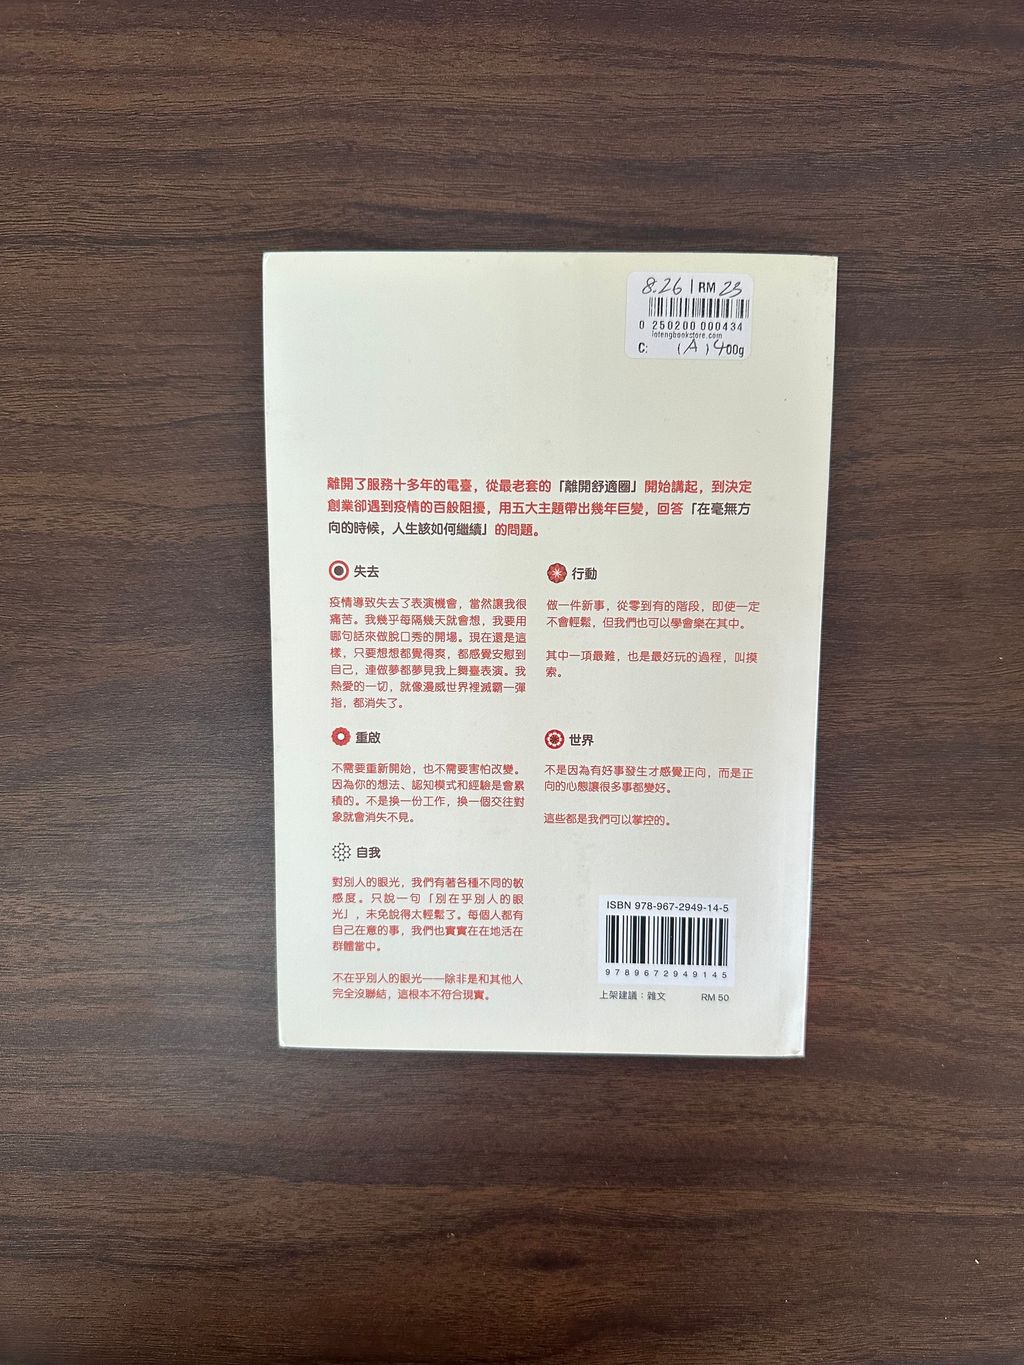 8.26 | RM 23
0 250200 000434
lotengbookstore.com
C: (A) 400g
離開了服務十多年的電臺，從最老套的「離開舒適圈」開始講起，到決定
創業卻遇到疫情的百般阻擾，用五大主題帶出幾年巨變，回答「在毫無方
向的時候，人生該如何繼續」的問題。
失去
疫情導致失去了表演機會，當然讓我很
痛苦。我幾乎每隔幾天就會想，我要用
哪句話來做脫口秀的開場。現在還是這
樣，只要想想都覺得爽，都感覺安慰到
自己，連做夢都夢見我上舞臺表演。我
熱愛的一切，就像漫威世界裡滅霸一彈
指，都消失了。
行動
做一件新事，從零到有的階段，即使一定
不會輕鬆，但我們也可以學會樂在其中。
其中一項最難，也是最好玩的過程，叫摸
索。
重啟
不需要重新開始，也不需要害怕改變。
因為你的想法、認知模式和經驗是會累
積的。不是換一份工作，換一個交往對
象就會消失不見。
世界
不是因為有好事發生才感覺正向，而是正
向的心態讓很多事都變好。
這些都是我們可以掌控的。
自我
對別人的眼光，我們有著各種不同的敏
感度。只說一句「別在乎別人的眼
光」，未免說得太輕鬆了。每個人都有
自己在意的事，我們也實實在在地活在
群體當中。
不在乎別人的眼光——除非是和其他人
完全沒聯結，這根本不符合現實。
ISBN 978-967-2949-14-5
9 789672 949145
上架建議：雜文 RM 50